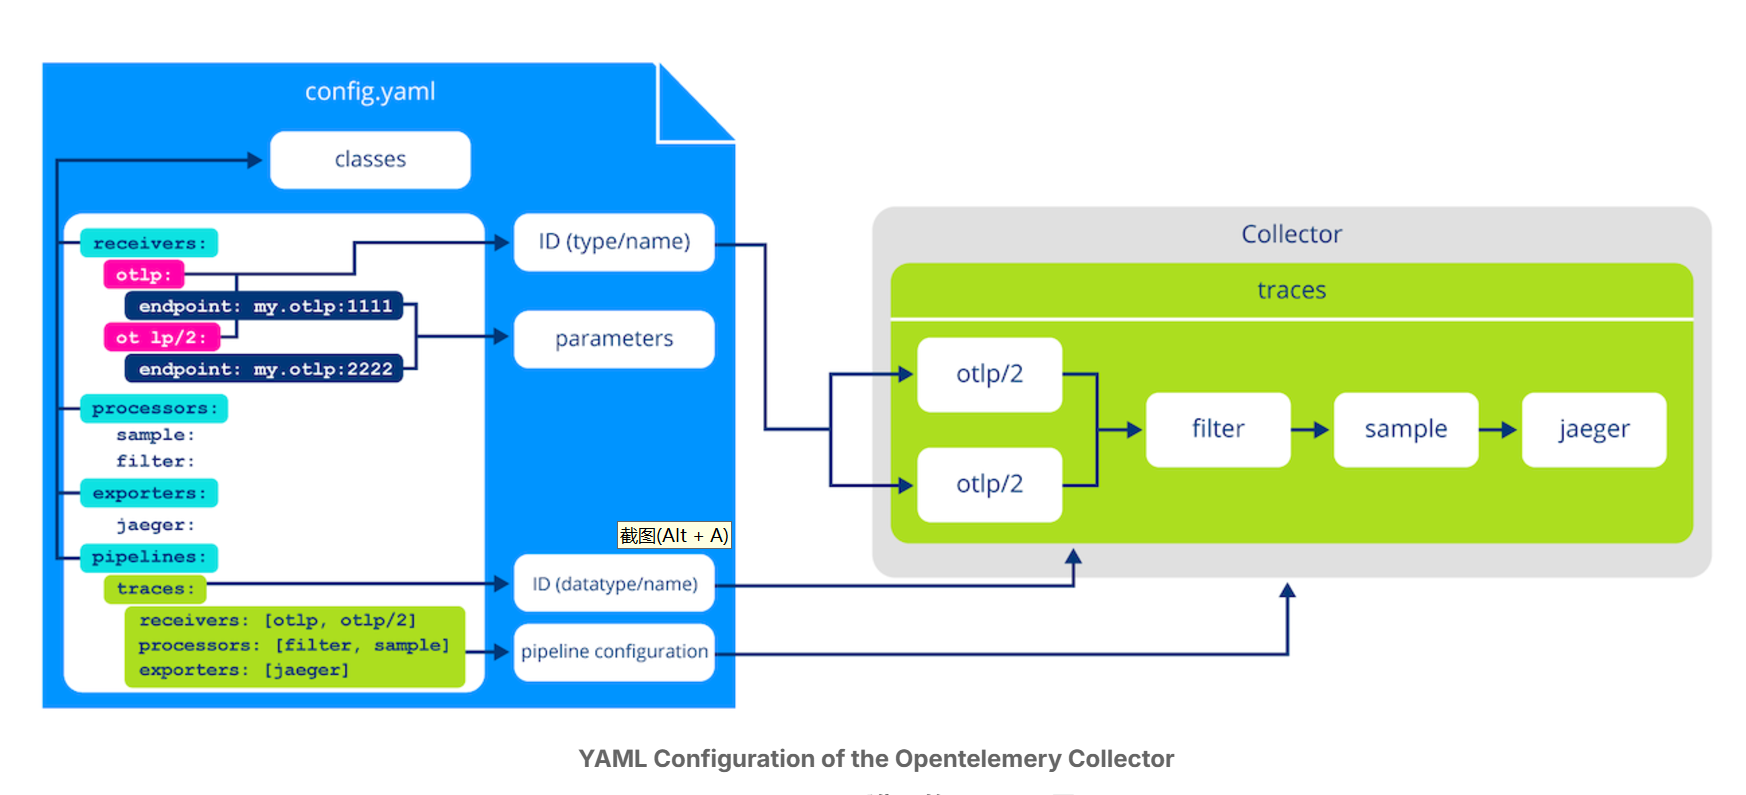 config.yaml
classes
receivers:
otlp:
endpoint: my.otlp:1111
ot lp/2:
endpoint: my.otlp:2222
processors:
sample:
filter:
exporters:
jaeger:
pipelines:
traces:
receivers: [otlp, otlp/2]
processors: [filter, sample]
exporters: [jaeger]
ID (type/name)
parameters
截图(Alt + A)
ID (datatype/name)
pipeline configuration
Collector
traces
otlp/2
otlp/2
filter
sample
jaeger
YAML Configuration of the Opentelemery Collector